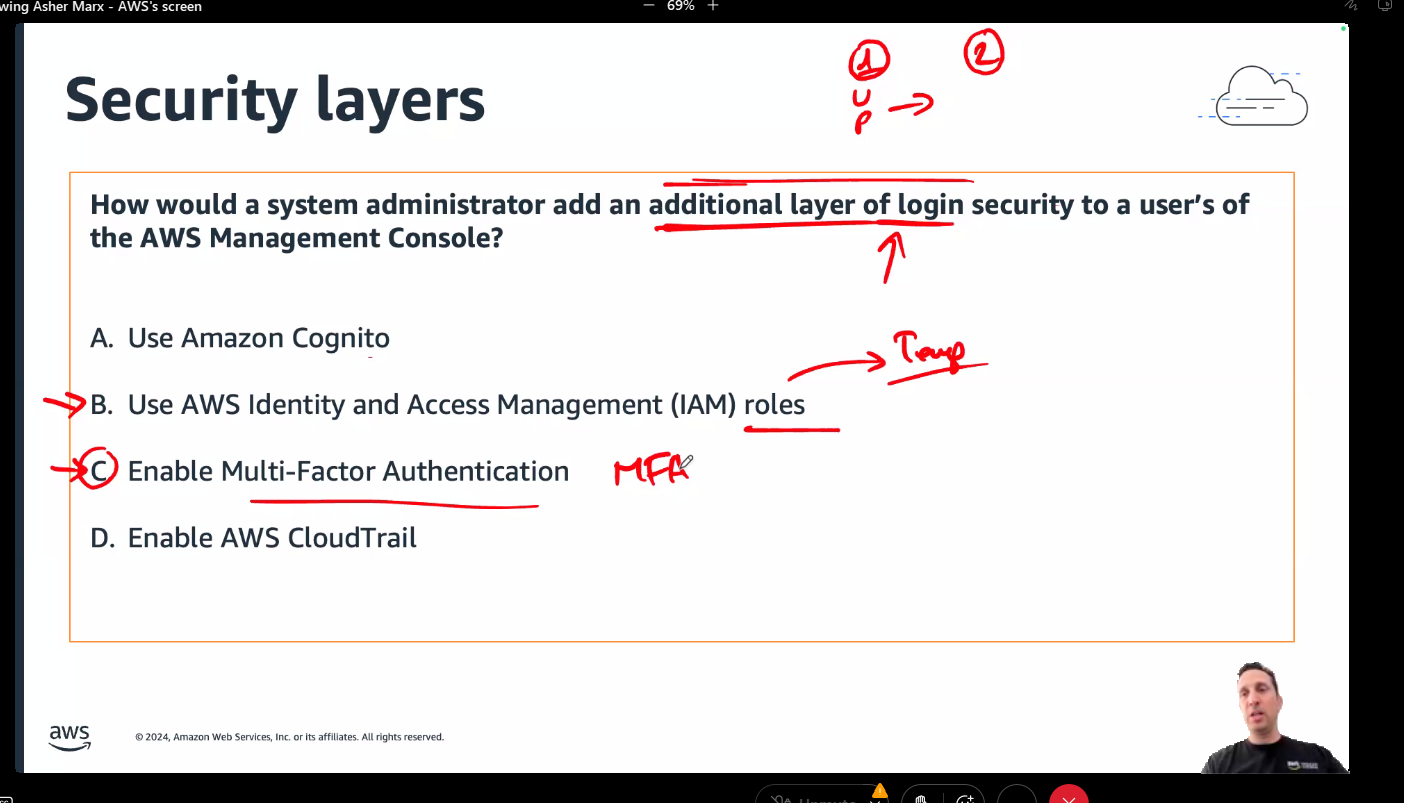 wing Asher Marx - AWS's screen
— 69% +
1 2
U
P
Security layers
How would a system administrator add an additional layer of login security to a user's of
the AWS Management Console?
A. Use Amazon Cognito
Temp
B. Use AWS Identity and Access Management (IAM) roles
C. Enable Multi-Factor Authentication MFA
D. Enable AWS CloudTrail
aws
© 2024, Amazon Web Services, Inc. or its affiliates. All rights reserved.